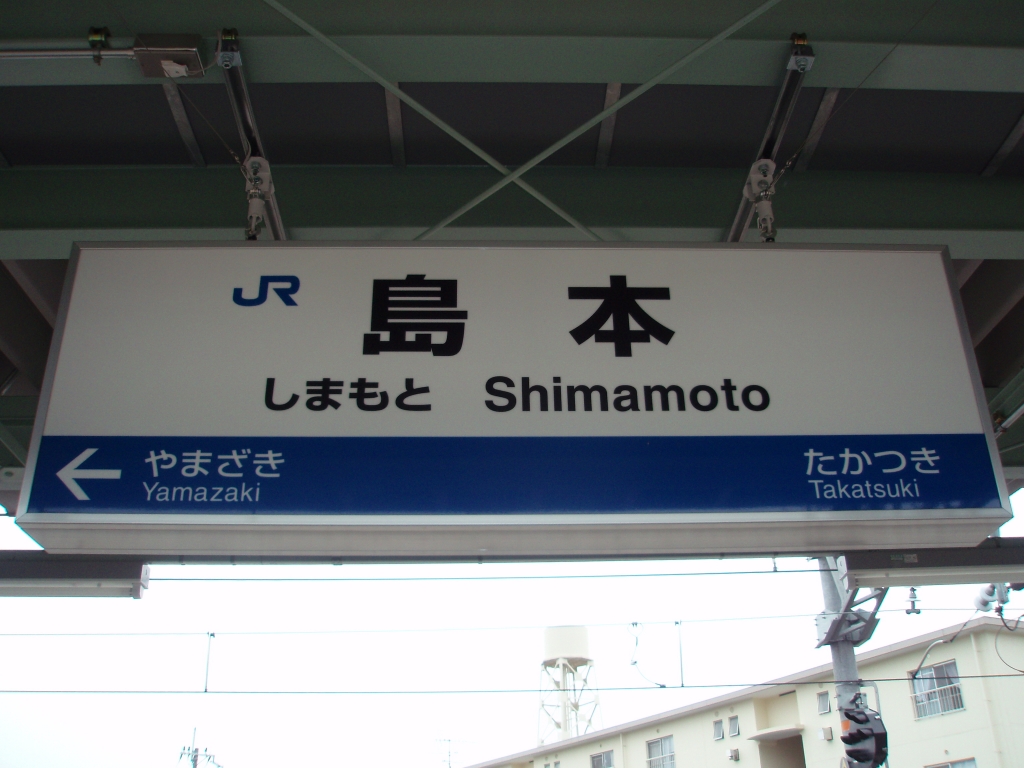 JR 島本
しまもと Shimamoto
← やまざき たかつき
Yamazaki Takatsuki